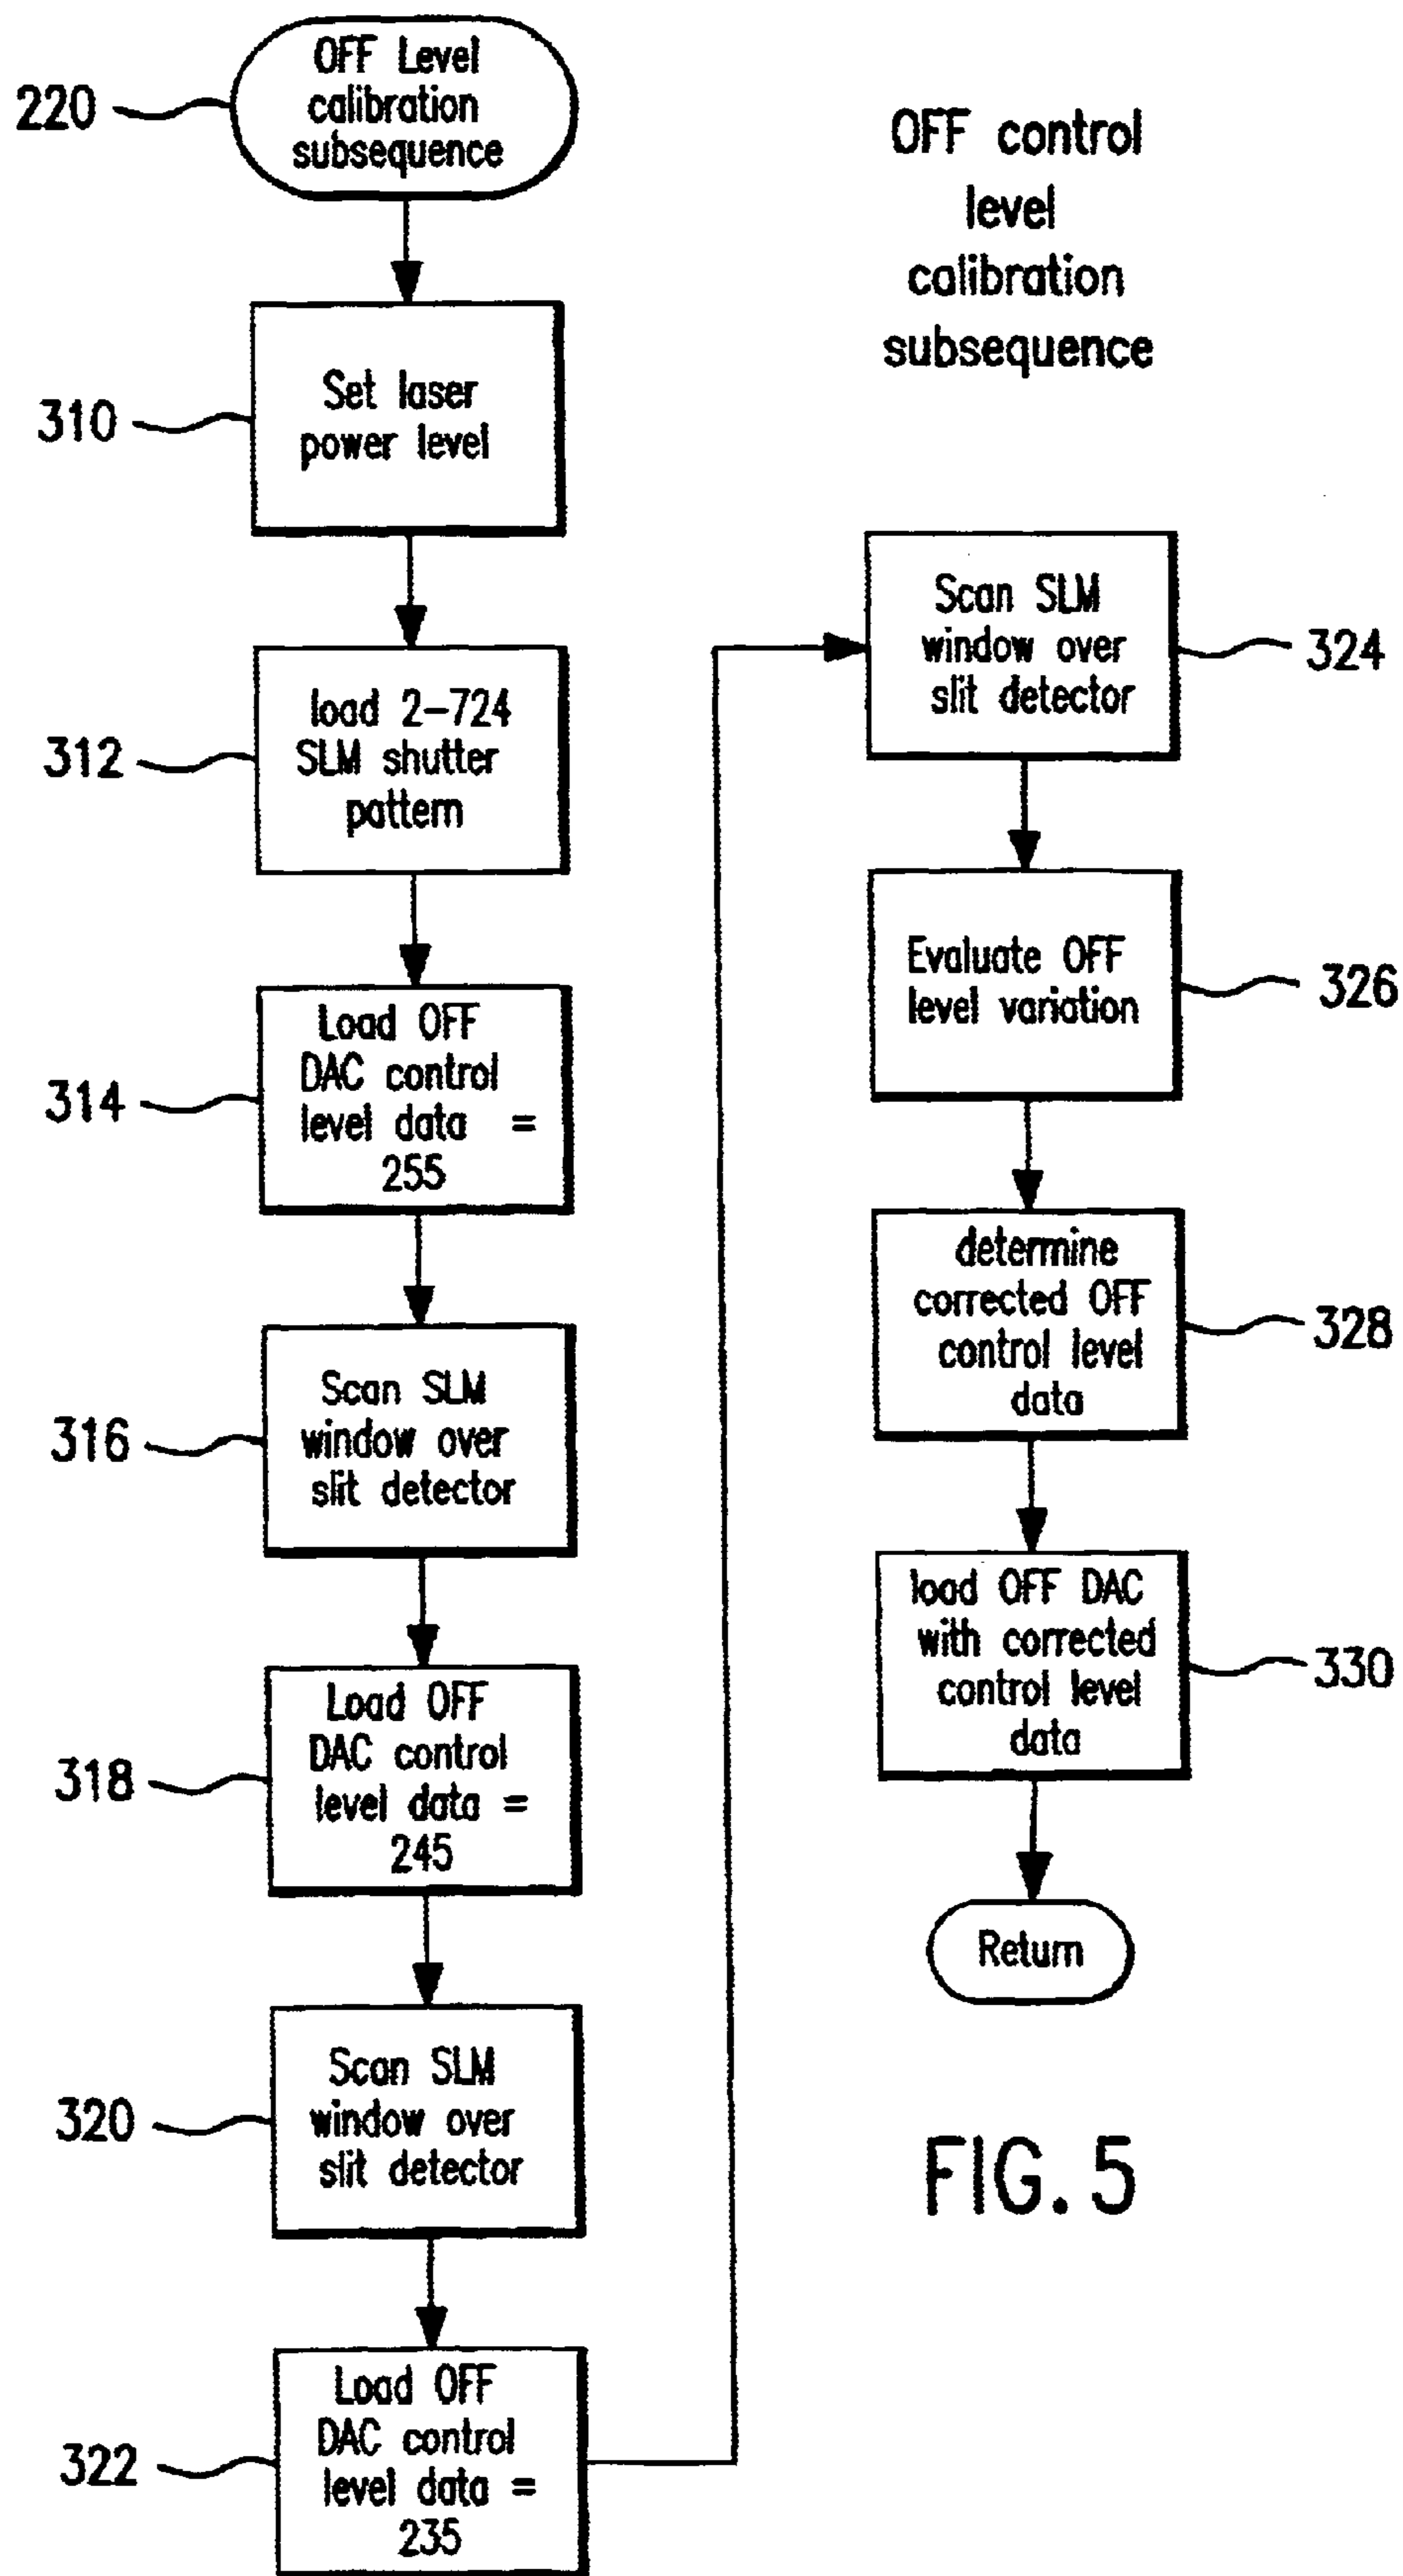 220
OFF Level
calibration
subsequence
310
Set laser
power level
312
load 2-724
SLM shutter
pattern
314
Load OFF
DAC control
level data =
255
316
Scan SLM
window over
slit detector
318
Load OFF
DAC control
level data =
245
320
Scan SLM
window over
slit detector
322
Load OFF
DAC control
level data =
235
OFF control
level
calibration
subsequence
Scan SLM
window over
slit detector
324
Evaluate OFF
level variation
326
determine
corrected OFF
control level
data
328
load OFF DAC
with corrected
control level
data
330
Return
FIG. 5